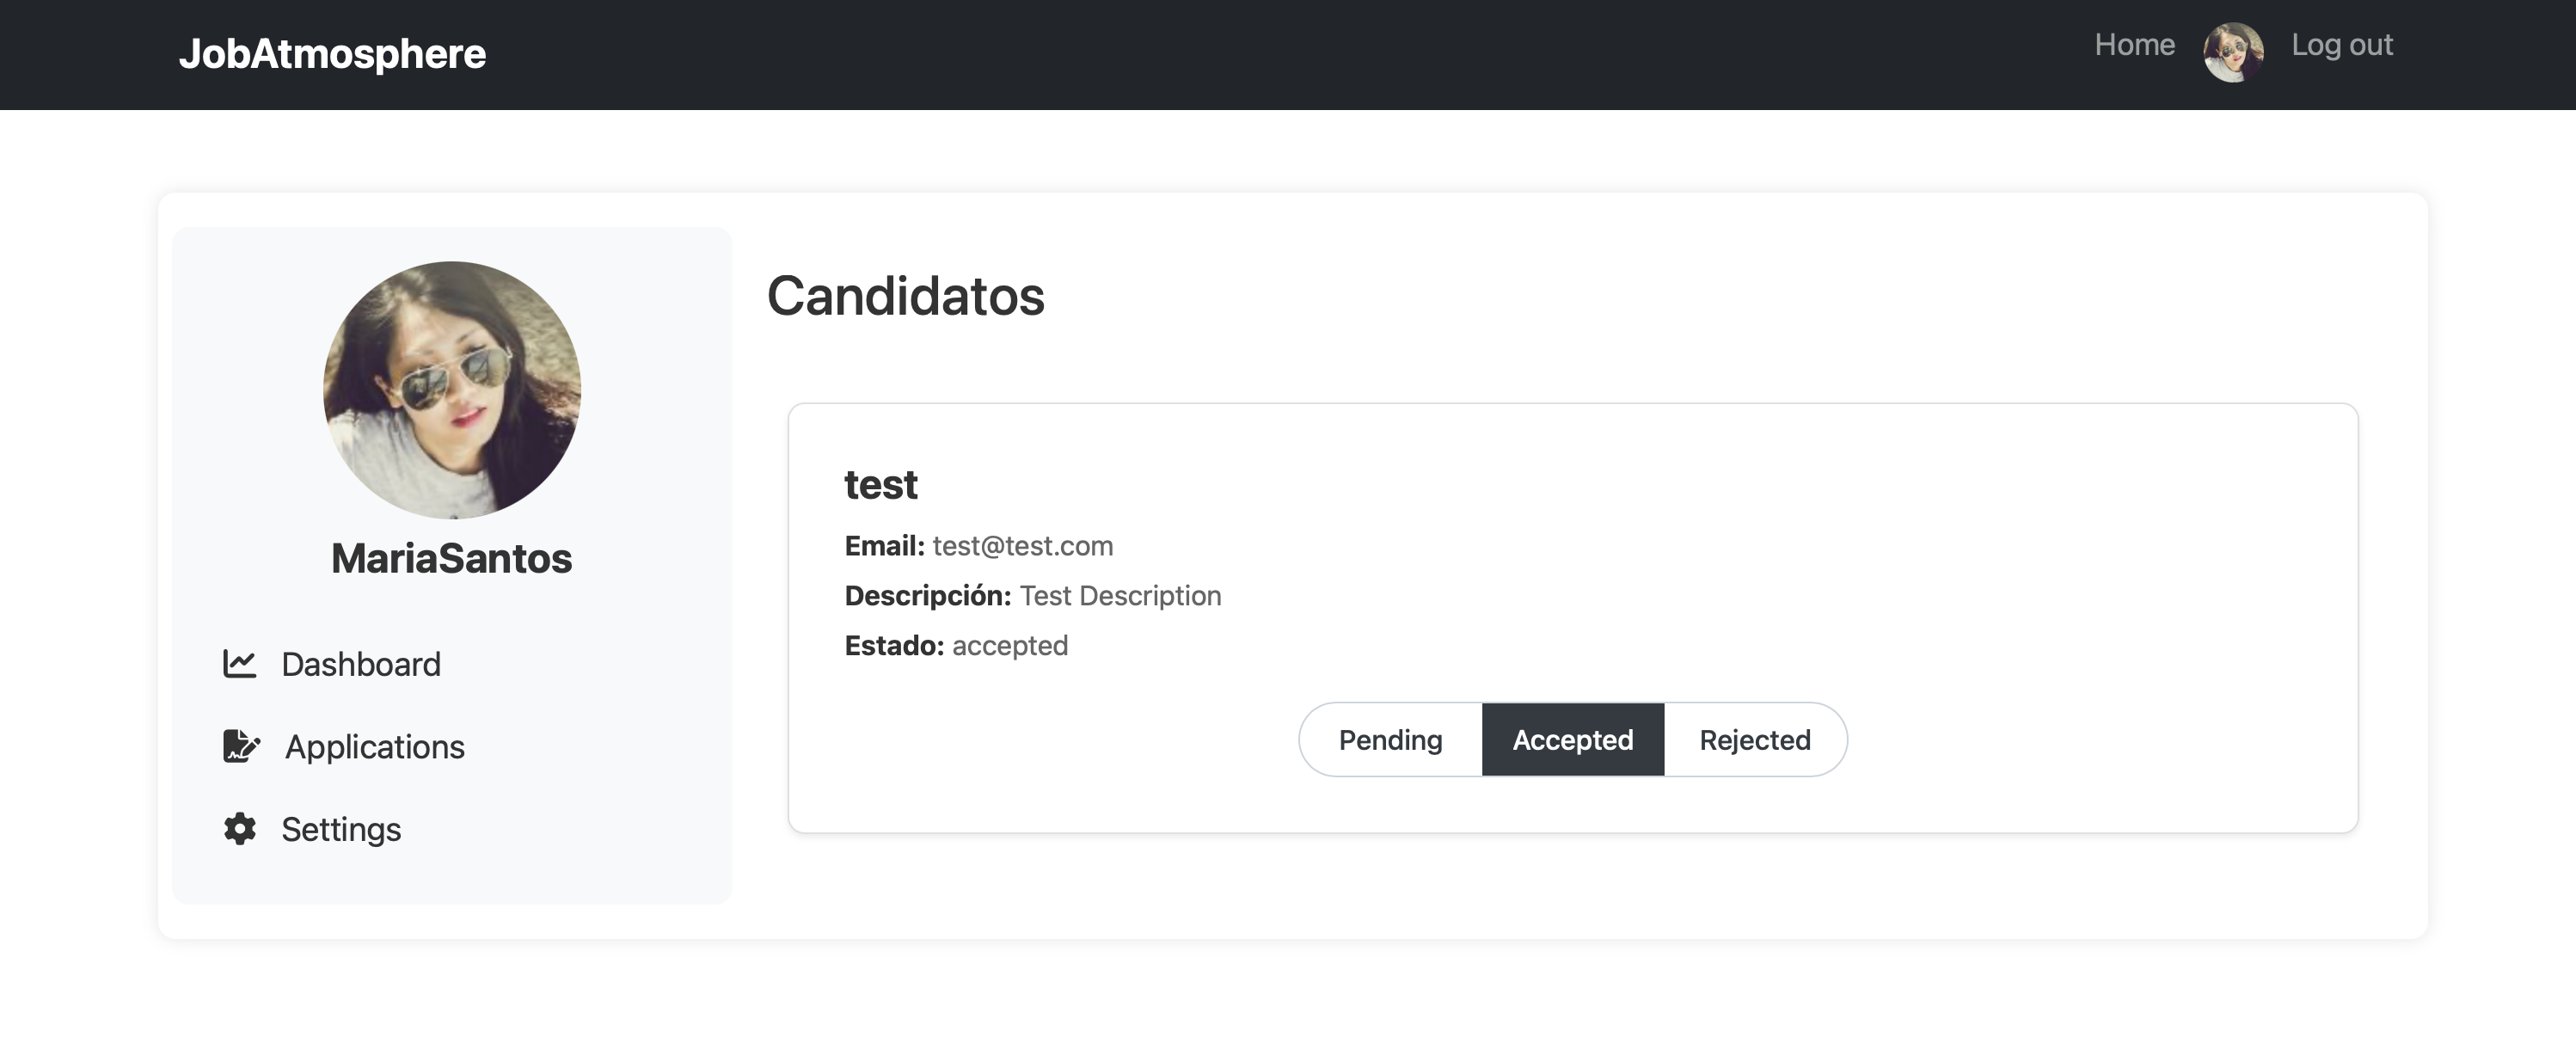 JobAtmosphere
Home Log out
MariaSantos
Dashboard
Applications
Settings
Candidatos
test
Email: test@test.com
Descripción: Test Description
Estado: accepted
Pending Accepted Rejected